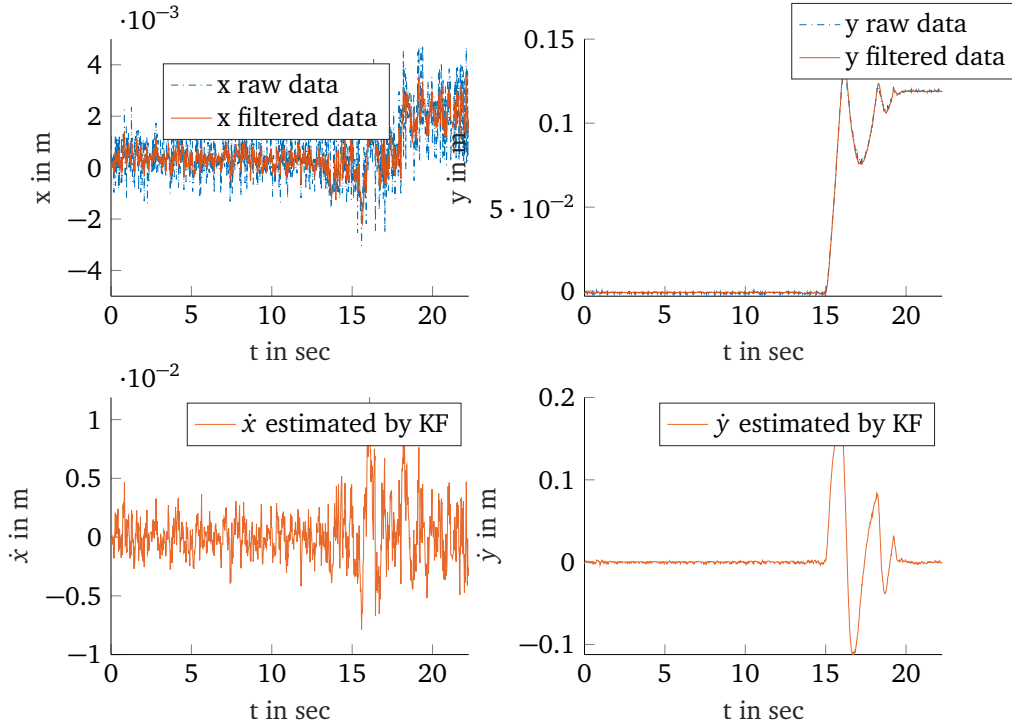 ·10⁻³
4
2
0
−2
−4
x in m
0
5
10
15
20
t in sec
x raw data
x filtered data
0.15
0.1
5 · 10⁻²
0
y in m
0
5
10
15
20
t in sec
y raw data
y filtered data
·10⁻²
1
0.5
0
−0.5
−1
ẋ in m
0
5
10
15
20
t in sec
ẋ estimated by KF
0.2
0.1
0
−0.1
ẏ in m
0
5
10
15
20
t in sec
ẏ estimated by KF